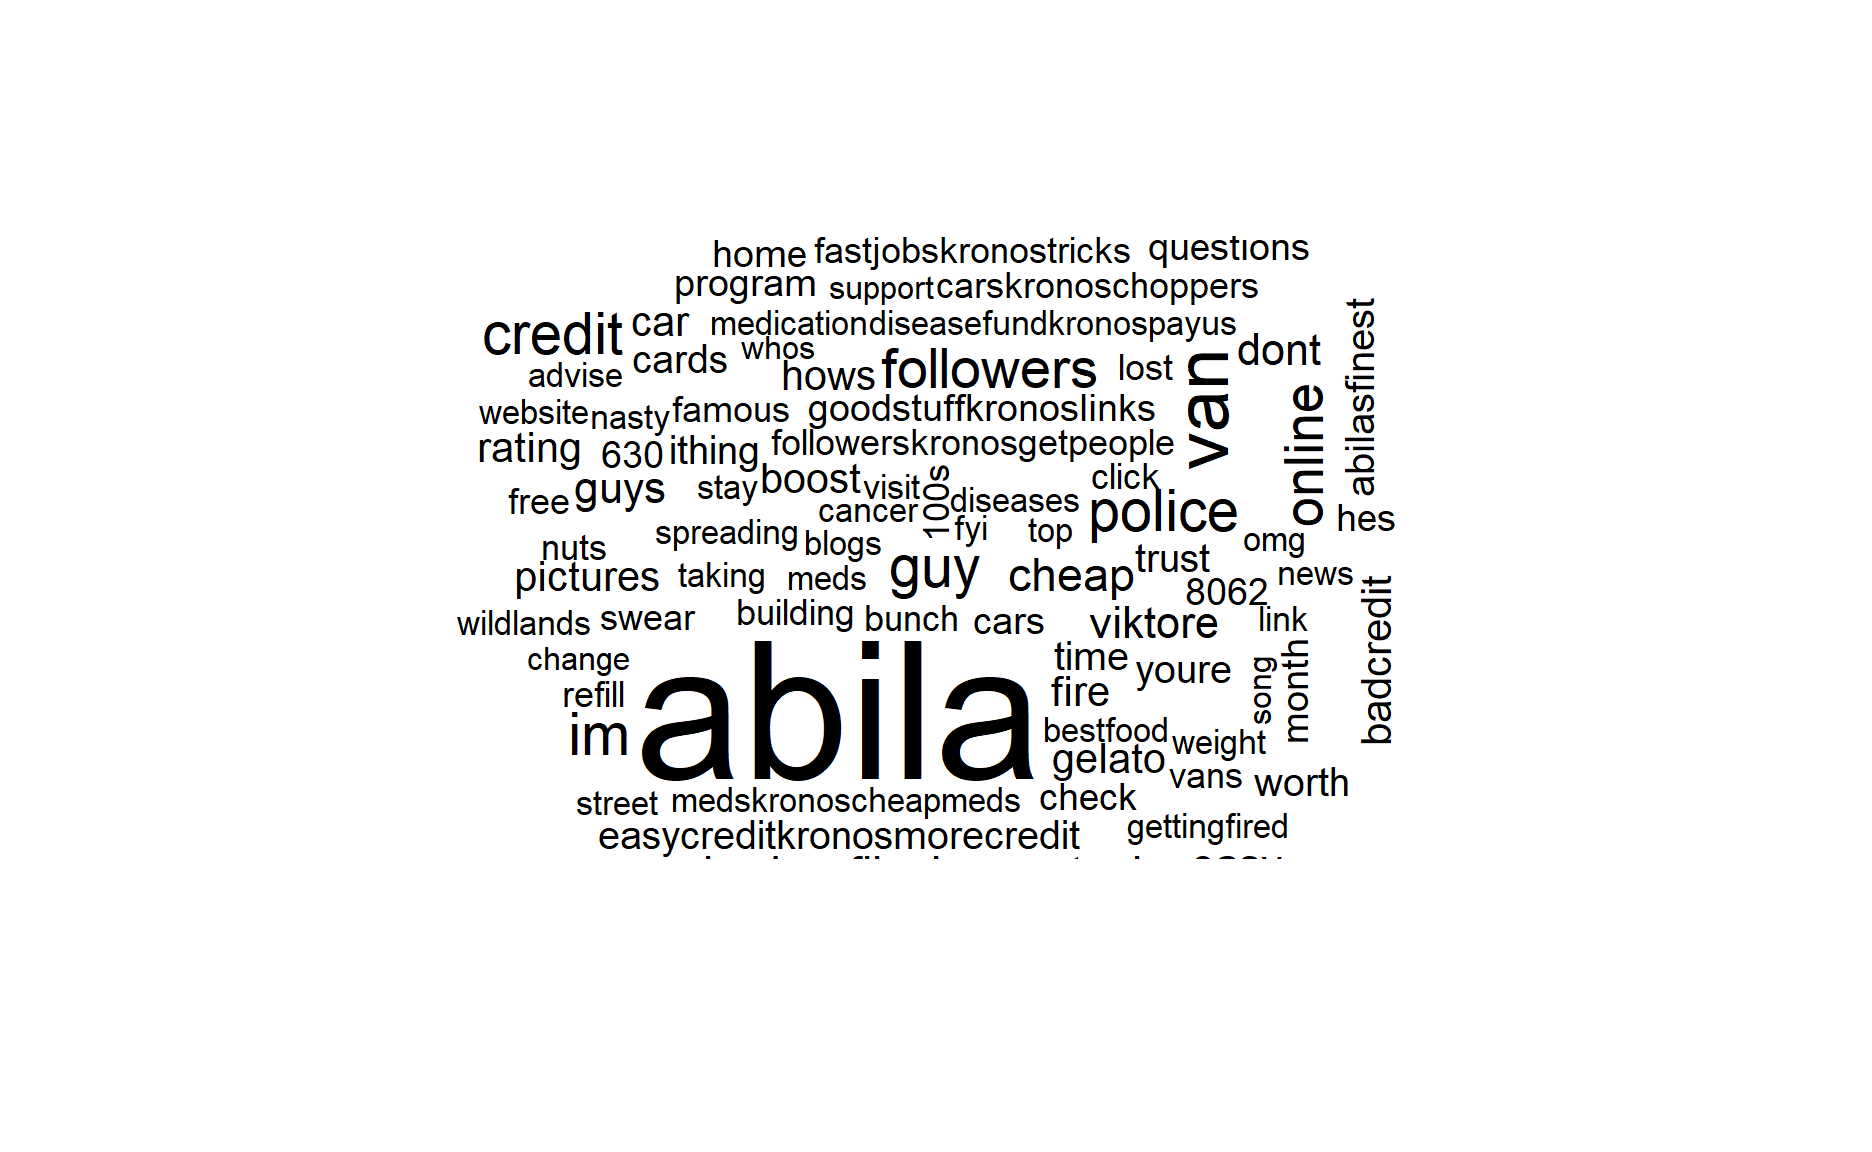 home fastjobskronostricks questions
program support carskronoschoppers
credit car medicationdiseasefundkronospayus
advise cards whos hows followers lost van dont abilasfinest
website nasty famous goodstuffkronoslinks online
rating 630 ithing followerskronosgetpeople
free guys stay boost visit 100s diseases click
cancer fyi top police hes
nuts spreading blogs omg
pictures taking meds guy cheap trust 8062 news
wildlands swear building bunch cars viktore link badcredit
change abila time youre song month
refill fire
im bestfood weight
gelato vans worth
street medskronoscheapmeds check
easycreditkronosmorecredit gettingfired